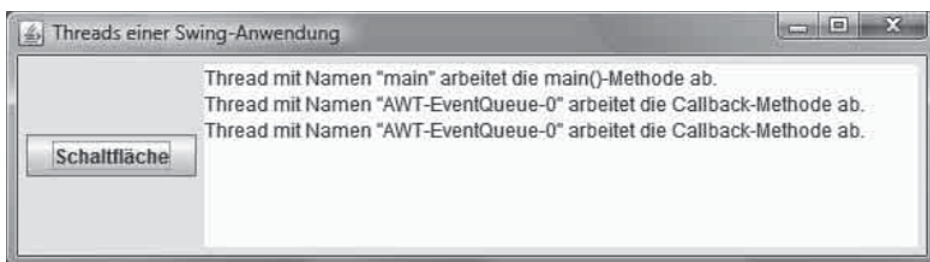 Threads einer Swing-Anwendung
Thread mit Namen "main" arbeitet die main()-Methode ab.
Thread mit Namen "AWT-EventQueue-0" arbeitet die Callback-Methode ab.
Thread mit Namen "AWT-EventQueue-0" arbeitet die Callback-Methode ab.
Schaltfläche